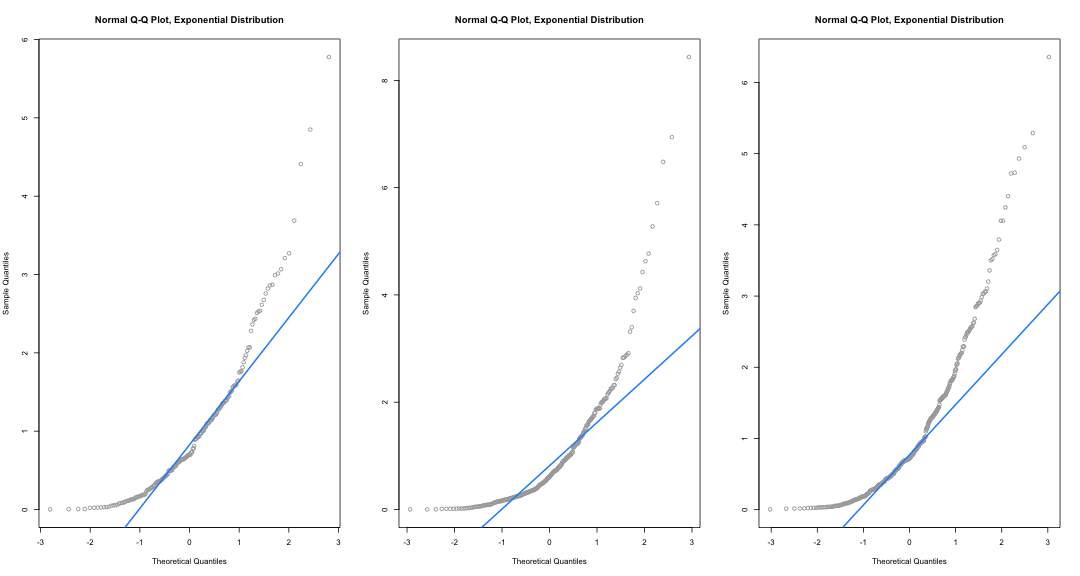 Normal Q-Q Plot, Exponential Distribution
Sample Quantiles
6
5
4
3
2
1
0
-3 -2 -1 0 1 2 3
Theoretical Quantiles
Normal Q-Q Plot, Exponential Distribution
Sample Quantiles
8
6
4
2
0
-3 -2 -1 0 1 2 3
Theoretical Quantiles
Normal Q-Q Plot, Exponential Distribution
Sample Quantiles
6
5
4
3
2
1
0
-3 -2 -1 0 1 2 3
Theoretical Quantiles